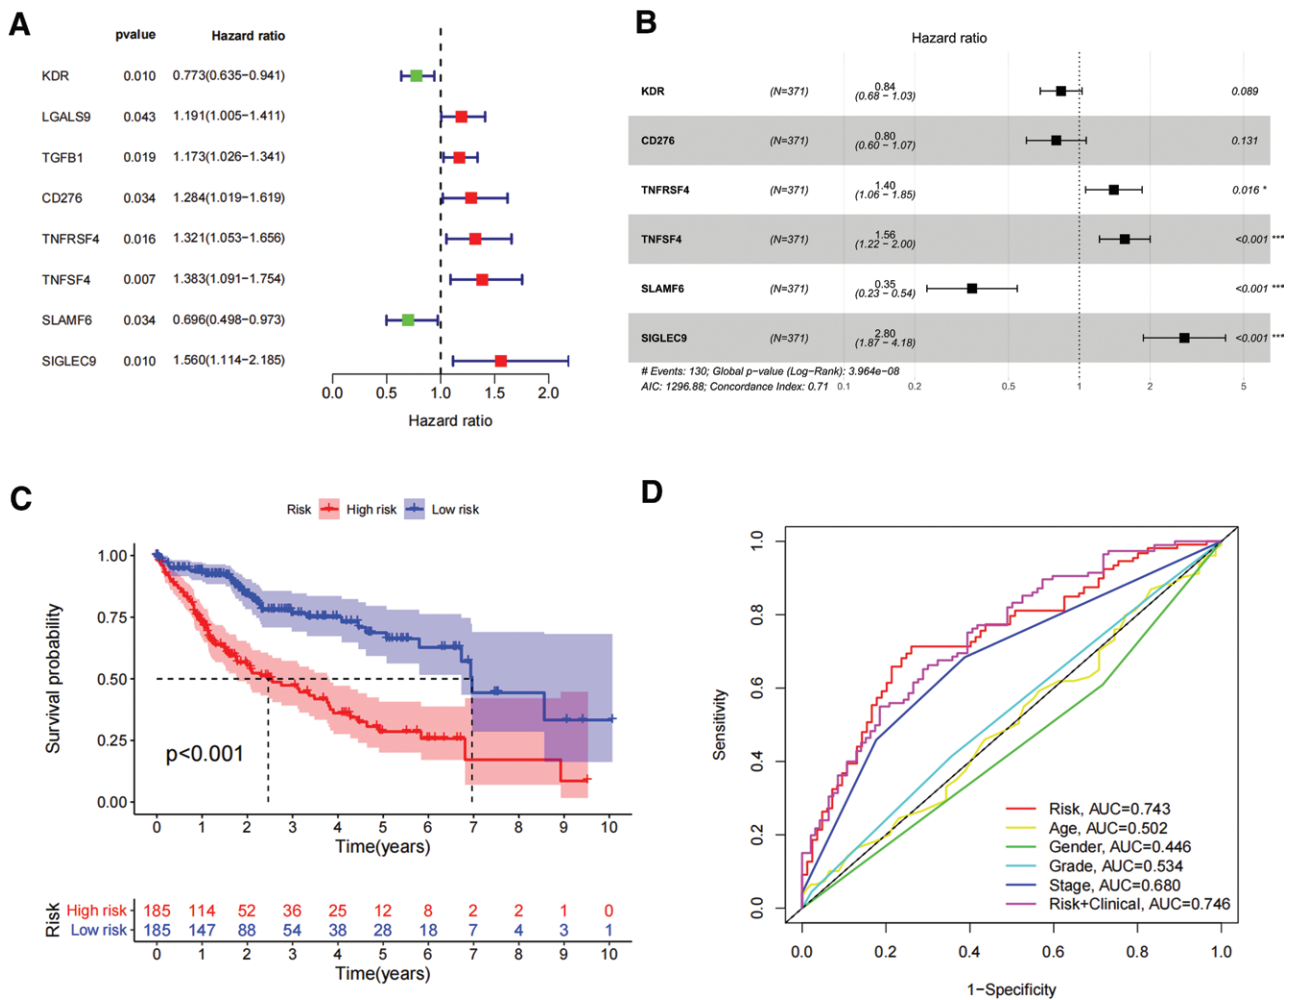 A
pvalue Hazard ratio
KDR 0.010 0.773(0.635−0.941)
LGALS9 0.043 1.191(1.005−1.411)
TGFB1 0.019 1.173(1.026−1.341)
CD276 0.034 1.284(1.019−1.619)
TNFRSF4 0.016 1.321(1.053−1.656)
TNFSF4 0.007 1.383(1.091−1.754)
SLAMF6 0.034 0.696(0.498−0.973)
SIGLEC9 0.010 1.560(1.114−2.185)
0.0 0.5 1.0 1.5 2.0
Hazard ratio
B
Hazard ratio
KDR (N=371) 0.84 (0.68 − 1.03) 0.089
CD276 (N=371) 0.80 (0.60 − 1.07) 0.131
TNFRSF4 (N=371) 1.40 (1.06 − 1.85) 0.016 *
TNFSF4 (N=371) 1.56 (1.22 − 2.00) <0.001 ***
SLAMF6 (N=371) 0.35 (0.23 − 0.54) <0.001 ***
SIGLEC9 (N=371) 2.80 (1.87 − 4.18) <0.001 ***
# Events: 130; Global p−value (Log−Rank): 3.964e−08
AIC: 1296.88; Concordance Index: 0.71 0.1 0.2 0.5 1 2 5
C
Risk High risk Low risk
Survival probability
1.00
0.75
0.50
0.25
0.00
p<0.001
0 1 2 3 4 5 6 7 8 9 10
Time(years)
Risk
High risk 185 114 52 36 25 12 8 2 2 1 0
Low risk 185 147 88 54 38 28 18 7 4 3 1
0 1 2 3 4 5 6 7 8 9 10
Time(years)
D
Sensitivity
1.0
0.8
0.6
0.4
0.2
0.0
Risk, AUC=0.743
Age, AUC=0.502
Gender, AUC=0.446
Grade, AUC=0.534
Stage, AUC=0.680
Risk+Clinical, AUC=0.746
0.0 0.2 0.4 0.6 0.8 1.0
1−Specificity